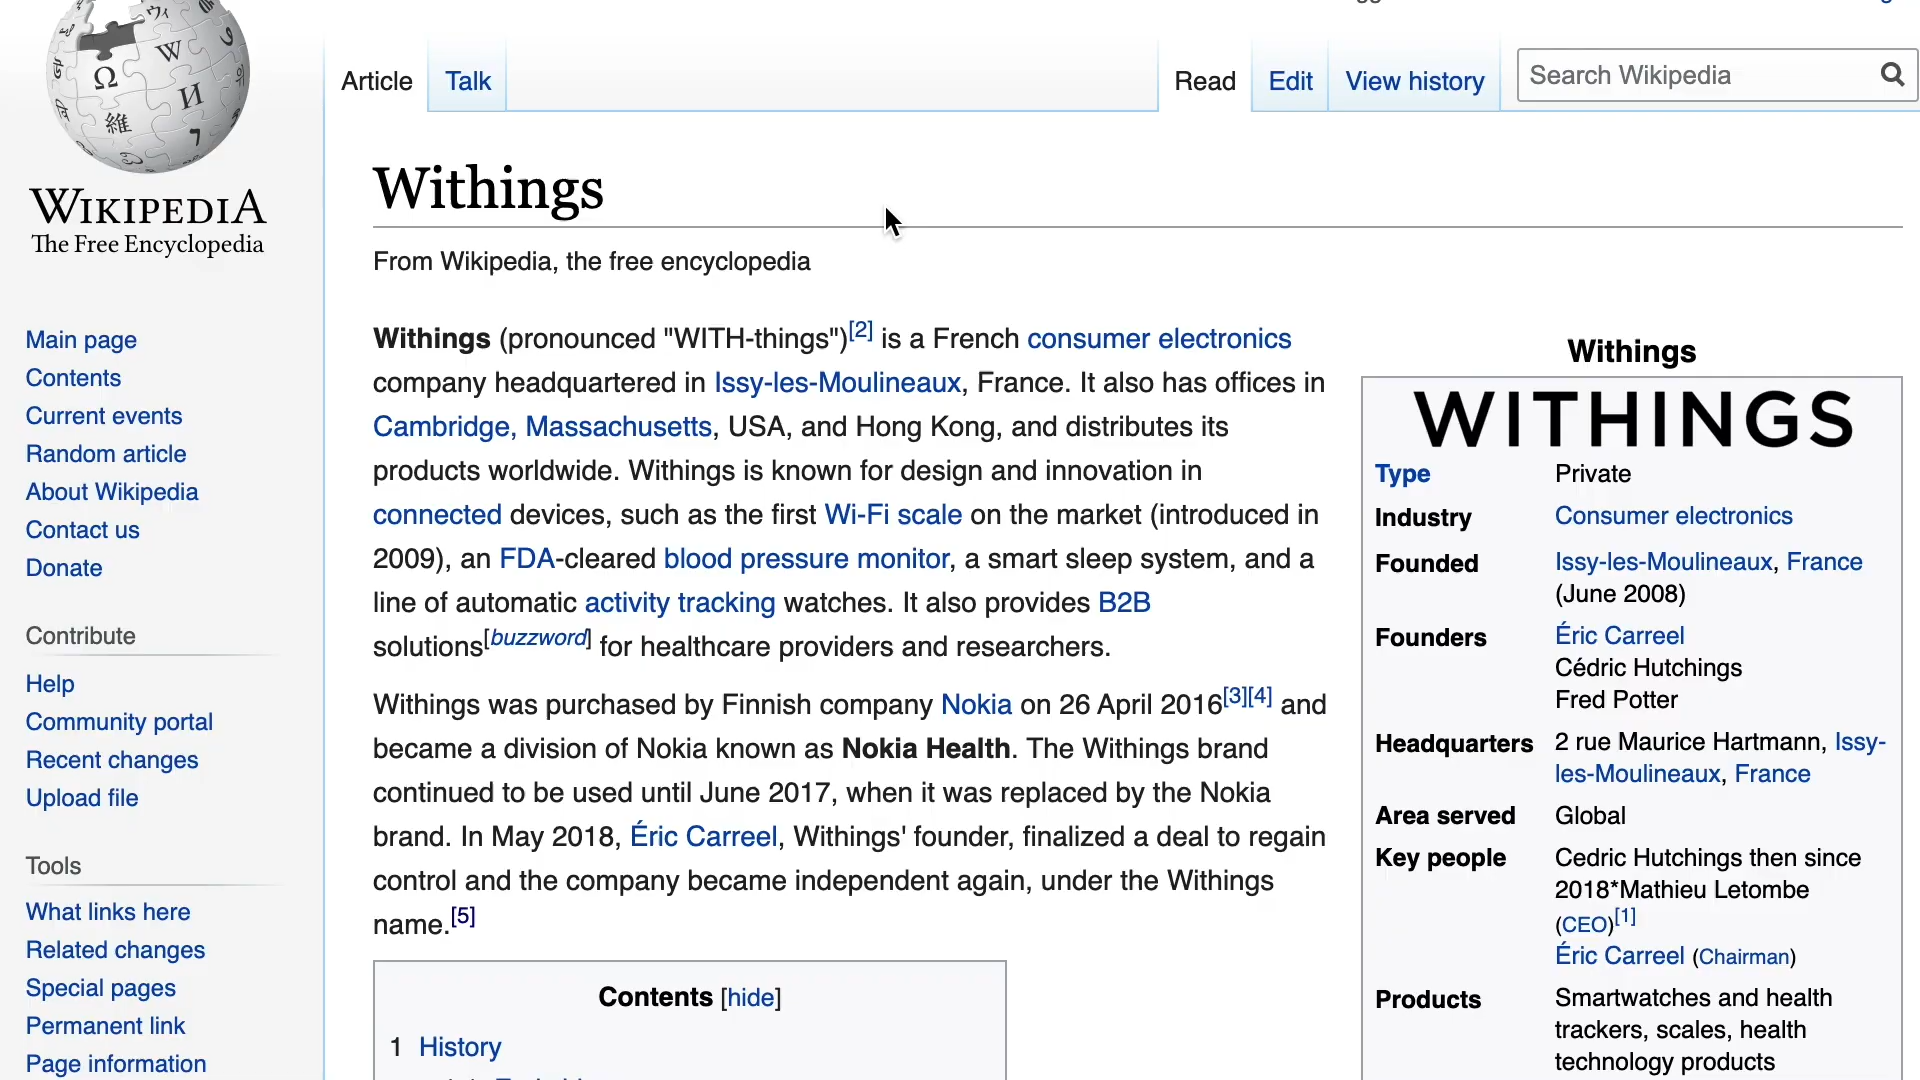 Article
Talk
Read
Edit
View history
Search Wikipedia
WIKIPEDIA
The Free Encyclopedia
Main page
Contents
Current events
Random article
About Wikipedia
Contact us
Donate
Contribute
Help
Community portal
Recent changes
Upload file
Tools
What links here
Related changes
Special pages
Permanent link
Page information
Withings
From Wikipedia, the free encyclopedia
Withings (pronounced "WITH-things")[2] is a French consumer electronics
company headquartered in Issy-les-Moulineaux, France. It also has offices in
Cambridge, Massachusetts, USA, and Hong Kong, and distributes its
products worldwide. Withings is known for design and innovation in
connected devices, such as the first Wi-Fi scale on the market (introduced in
2009), an FDA-cleared blood pressure monitor, a smart sleep system, and a
line of automatic activity tracking watches. It also provides B2B
solutions[buzzword] for healthcare providers and researchers.
Withings was purchased by Finnish company Nokia on 26 April 2016[3][4] and
became a division of Nokia known as Nokia Health. The Withings brand
continued to be used until June 2017, when it was replaced by the Nokia
brand. In May 2018, Éric Carreel, Withings' founder, finalized a deal to regain
control and the company became independent again, under the Withings
name.[5]
Contents [hide]
1 History
Withings
WITHINGS
Type Private
Industry Consumer electronics
Founded Issy-les-Moulineaux, France
(June 2008)
Founders Éric Carreel
Cédric Hutchings
Fred Potter
Headquarters 2 rue Maurice Hartmann, Issy-
les-Moulineaux, France
Area served Global
Key people Cedric Hutchings then since
2018*Mathieu Letombe
(CEO)[1]
Éric Carreel (Chairman)
Products Smartwatches and health
trackers, scales, health
technology products